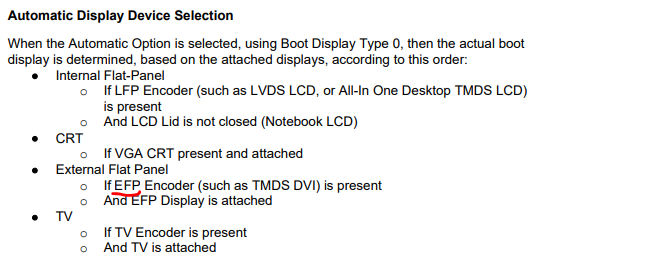 Automatic Display Device Selection
When the Automatic Option is selected, using Boot Display Type 0, then the actual boot
display is determined, based on the attached displays, according to this order:
• Internal Flat-Panel
o If LFP Encoder (such as LVDS LCD, or All-In One Desktop TMDS LCD)
is present
o And LCD Lid is not closed (Notebook LCD)
• CRT
o If VGA CRT present and attached
• External Flat Panel
o If EFP Encoder (such as TMDS DVI) is present
o And EFP Display is attached
• TV
o If TV Encoder is present
o And TV is attached